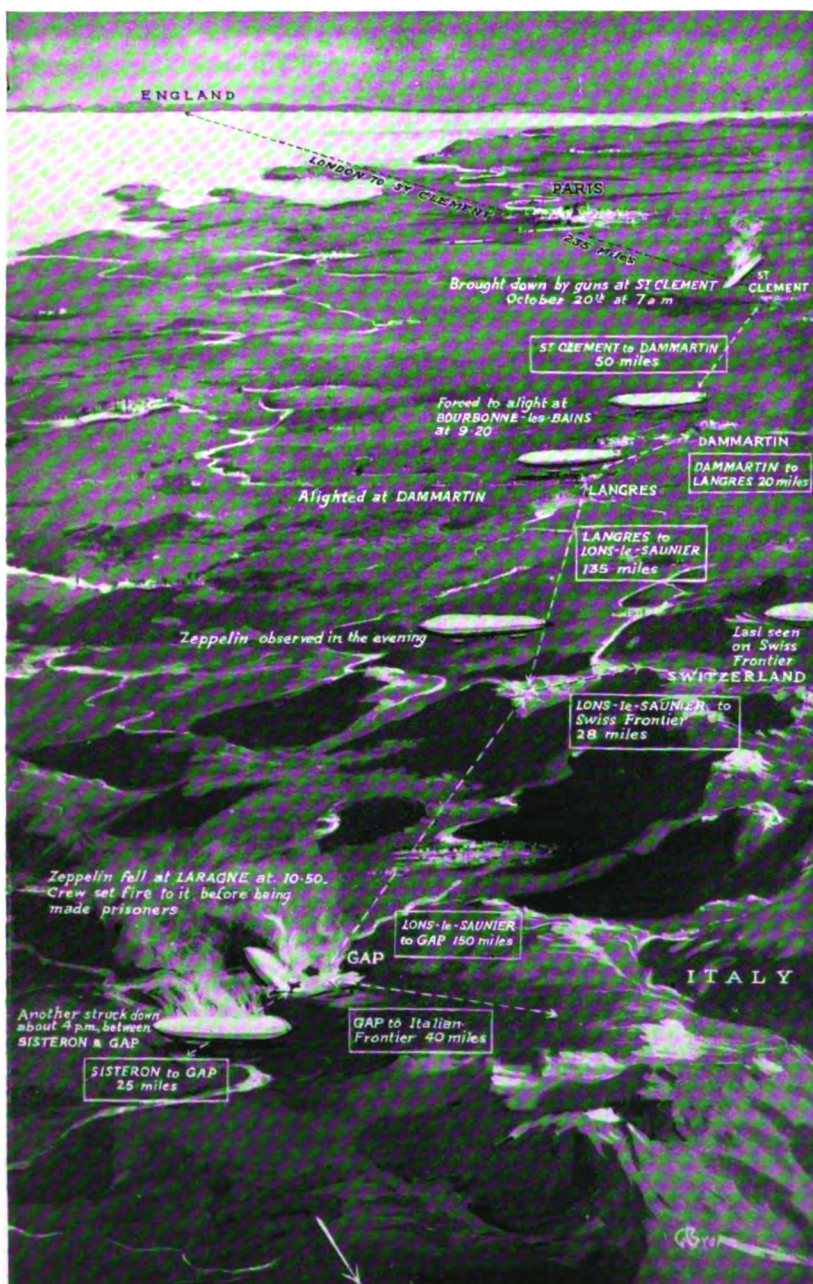 ENGLAND
LONDON TO ST CLEMENT
235 MILES
PARIS
ST
CLEMENT
Brought down by guns at ST CLEMENT
October 20th at 7 a m
ST CLEMENT to DAMMARTIN
50 miles
Forced to alight at
BOURBONNE-les-BAINS
at 9·20
DAMMARTIN
DAMMARTIN to
LANGRES 20 miles
Alighted at DAMMARTIN
LANGRES
LANGRES to
LONS-le-SAUNIER
135 miles
Zeppelin observed in the evening
Last seen
on Swiss
Frontier
SWITZERLAND
LONS-le-SAUNIER to
Swiss Frontier
28 miles
Zeppelin fell at LARAGNE at 10·50.
Crew set fire to it before being
made prisoners
LONS-le-SAUNIER
to GAP 150 miles
GAP
ITALY
Another struck down
about 4 p.m. between
SISTERON & GAP
GAP to Italian
Frontier 40 miles
SISTERON to GAP
25 miles